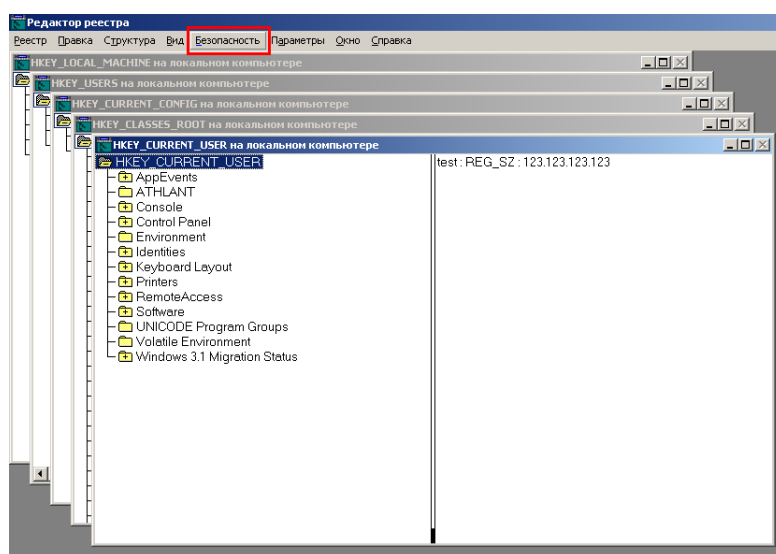 Редактор реестра
Реестр Правка Структура Вид Безопасность Параметры Окно Справка
HKEY_LOCAL_MACHINE на локальном компьютере
HKEY_USERS на локальном компьютере
HKEY_CURRENT_CONFIG на локальном компьютере
HKEY_CLASSES_ROOT на локальном компьютере
HKEY_CURRENT_USER на локальном компьютере
HKEY_CURRENT_USER
test : REG_SZ : 123.123.123.123
AppEvents
ATHLANT
Console
Control Panel
Environment
Identities
Keyboard Layout
Printers
RemoteAccess
Software
UNICODE Program Groups
Volatile Environment
Windows 3.1 Migration Status